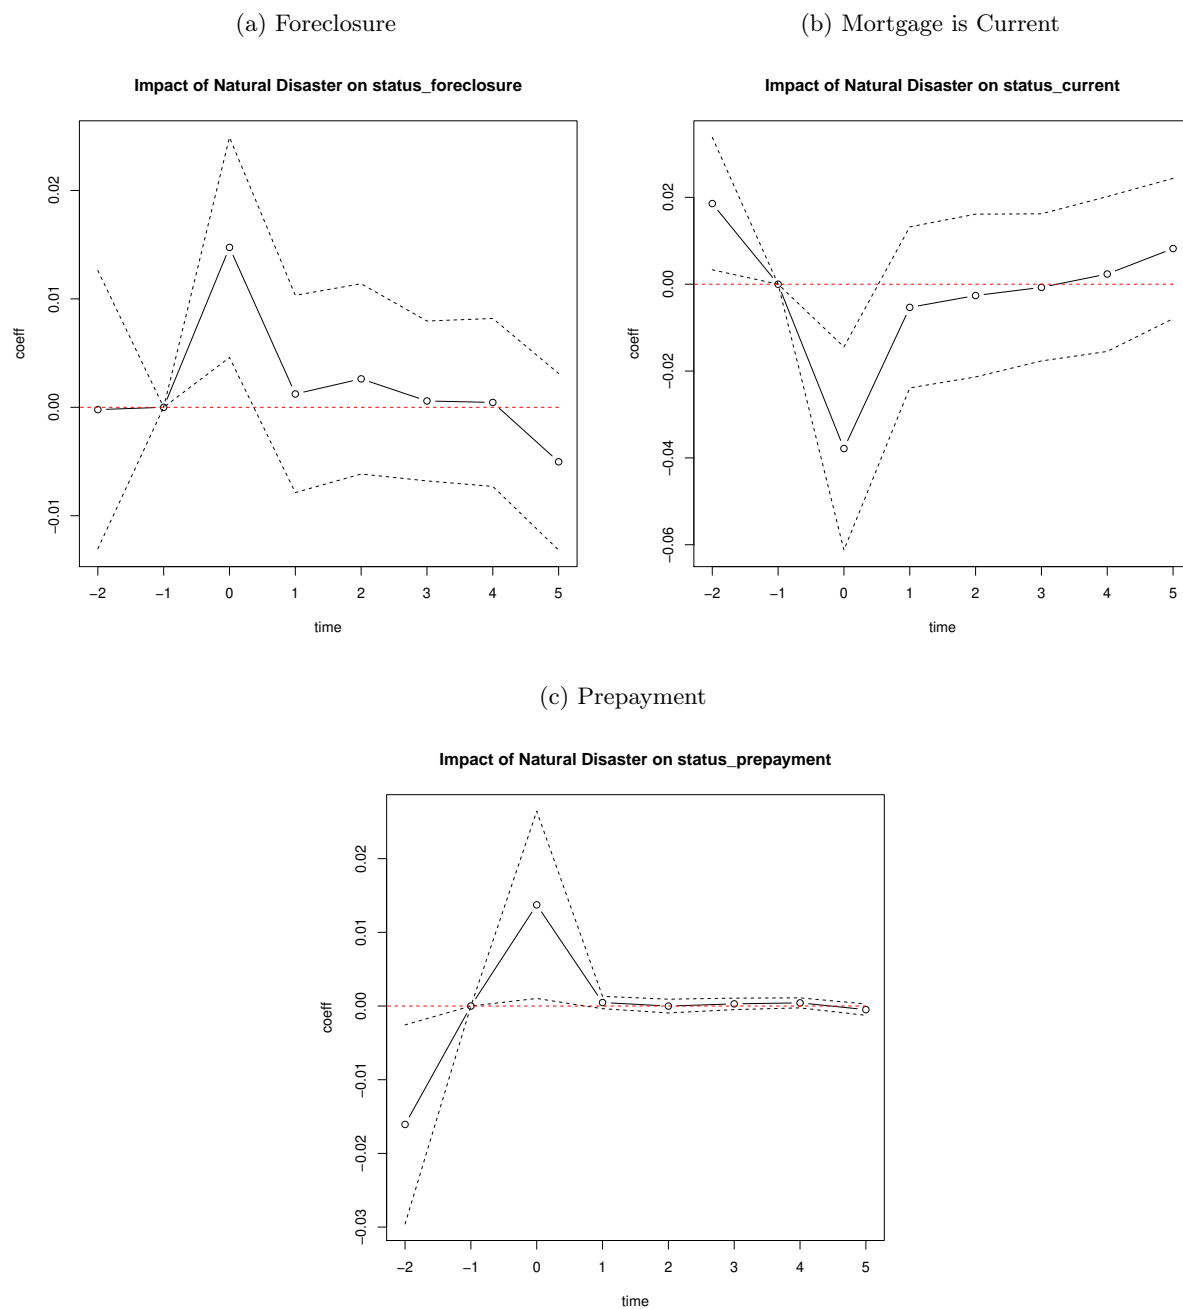 (a) Foreclosure
Impact of Natural Disaster on status_foreclosure
0.02
0.01
0.00
−0.01
coeff
−2 −1 0 1 2 3 4 5
time
(b) Mortgage is Current
Impact of Natural Disaster on status_current
0.02
0.00
−0.02
−0.04
−0.06
coeff
−2 −1 0 1 2 3 4 5
time
(c) Prepayment
Impact of Natural Disaster on status_prepayment
0.02
0.01
0.00
−0.01
−0.02
−0.03
coeff
−2 −1 0 1 2 3 4 5
time